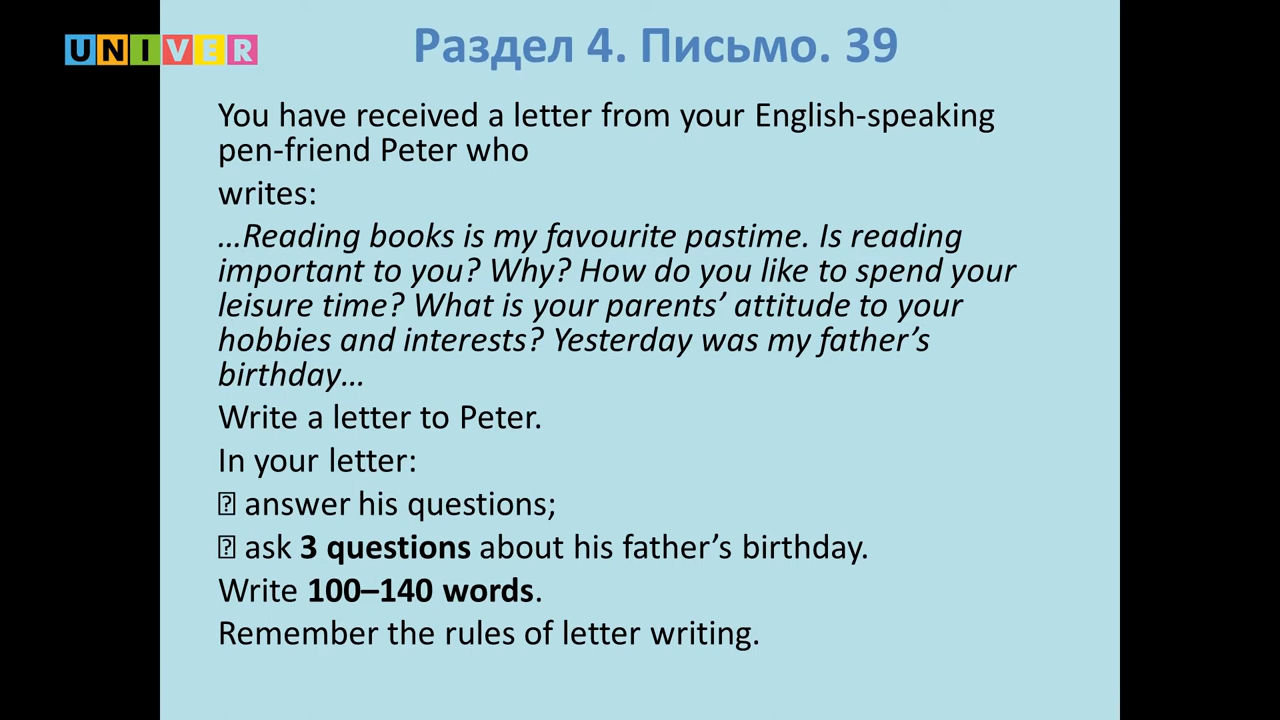 UNIVER
Раздел 4. Письмо. 39
You have received a letter from your English-speaking
pen-friend Peter who
writes:
…Reading books is my favourite pastime. Is reading
important to you? Why? How do you like to spend your
leisure time? What is your parents’ attitude to your
hobbies and interests? Yesterday was my father’s
birthday…
Write a letter to Peter.
In your letter:
⍰ answer his questions;
⍰ ask 3 questions about his father’s birthday.
Write 100–140 words.
Remember the rules of letter writing.